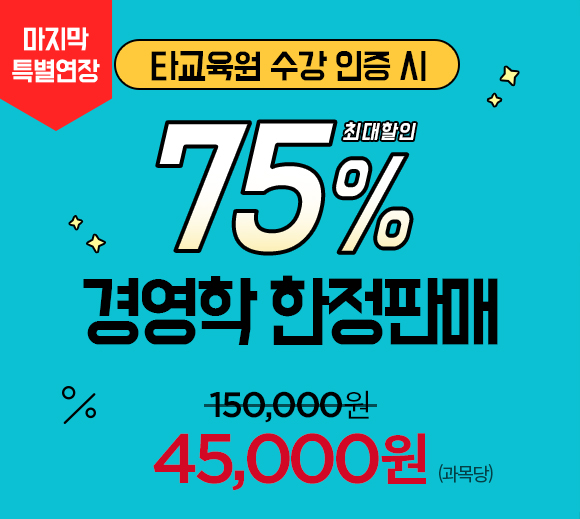 마지막
특별연장
타교육원 수강 인증 시
최대할인
75%
경영학 한정판매
150,000원
45,000원 (과목당)